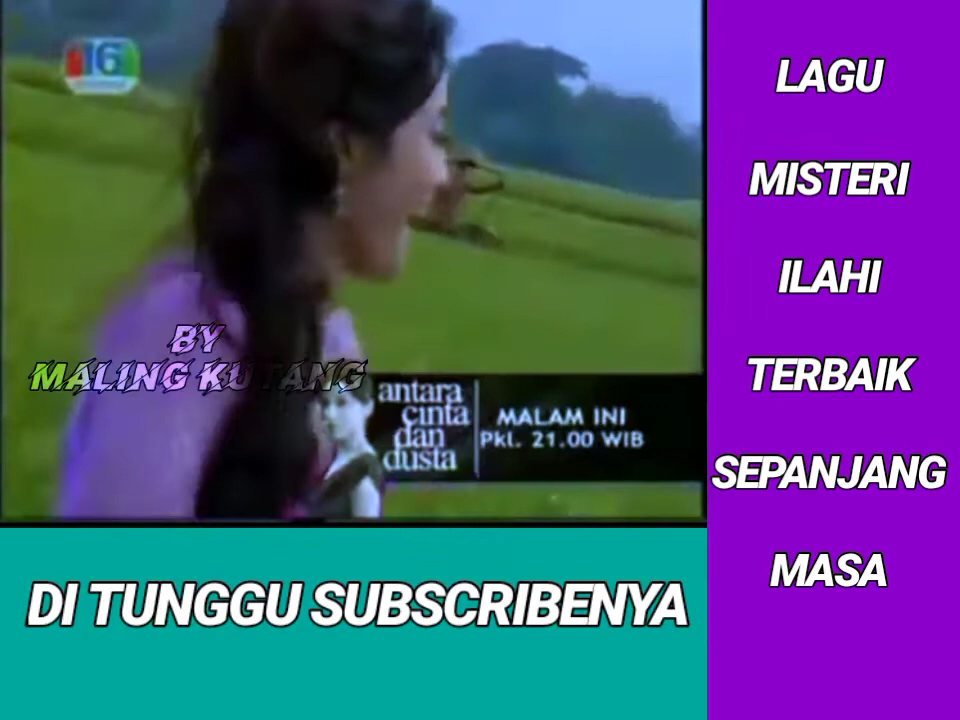 16
BY
MALING KUTANG
antara
cinta
dan
dusta
MALAM INI
Pkl. 21.00 WIB
DI TUNGGU SUBSCRIBENYA
LAGU
MISTERI
ILAHI
TERBAIK
SEPANJANG
MASA